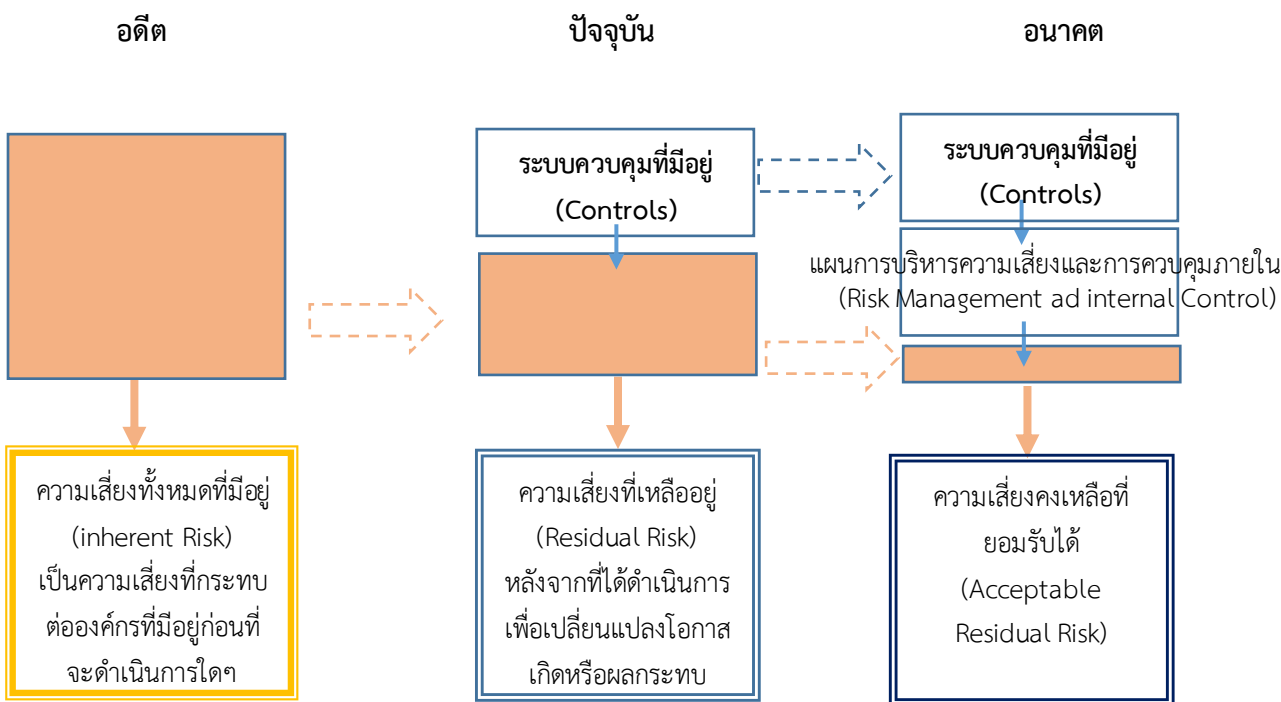 อดีต
ปัจจุบัน
อนาคต
ระบบควบคุมที่มีอยู่
(Controls)
ระบบควบคุมที่มีอยู่
(Controls)
แผนการบริหารความเสี่ยงและการควบคุมภายใน
(Risk Management ad internal Control)
ความเสี่ยงทั้งหมดที่มีอยู่
(inherent Risk)
เป็นความเสี่ยงที่กระทบ
ต่อองค์กรที่มีอยู่ก่อนที่
จะดำเนินการใดๆ
ความเสี่ยงที่เหลืออยู่
(Residual Risk)
หลังจากที่ได้ดำเนินการ
เพื่อเปลี่ยนแปลงโอกาส
เกิดหรือผลกระทบ
ความเสี่ยงคงเหลือที่
ยอมรับได้
(Acceptable
Residual Risk)